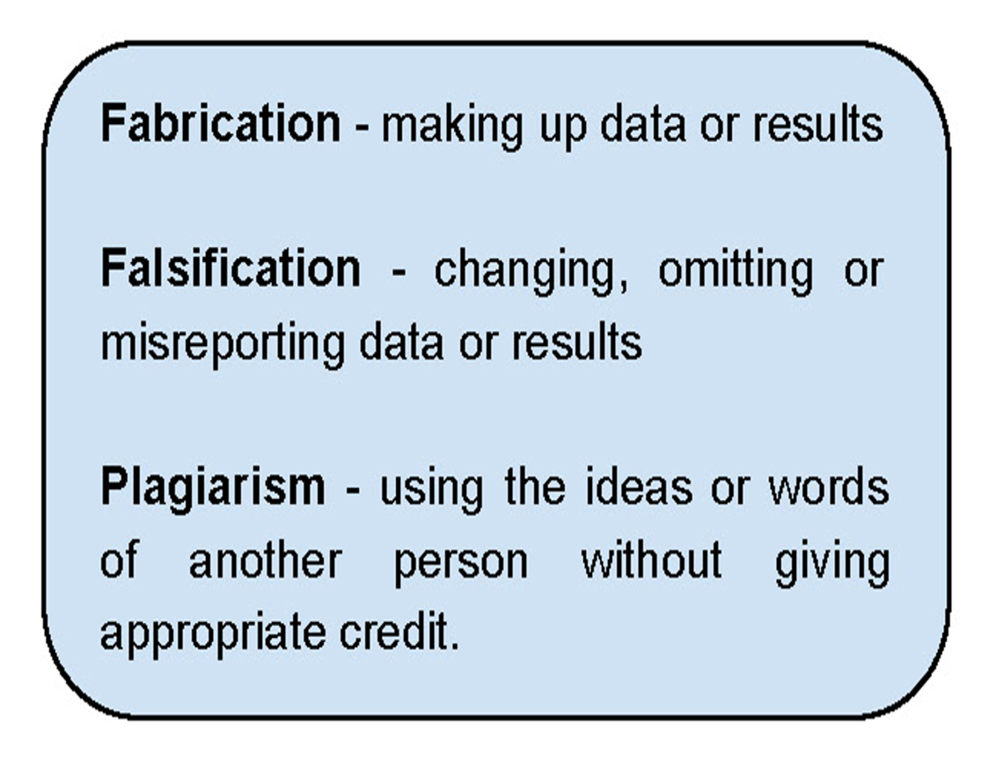 Fabrication - making up data or results
Falsification - changing, omitting or
misreporting data or results
Plagiarism - using the ideas or words
of another person without giving
appropriate credit.